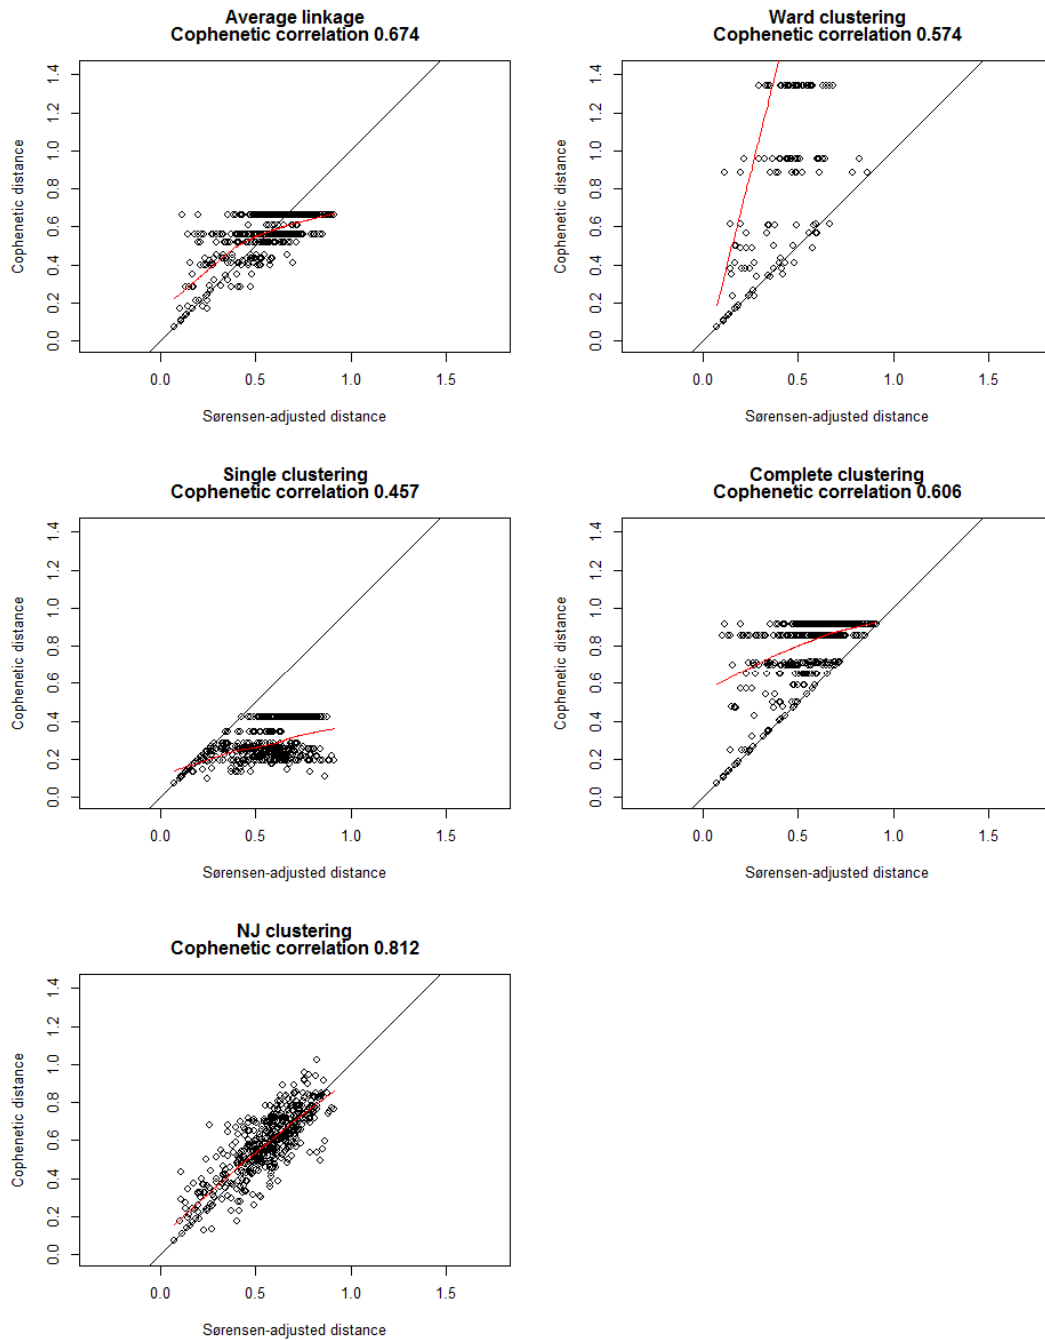 Average linkage
Cophenetic correlation 0.674
Cophenetic distance
0.0 0.2 0.4 0.6 0.8 1.0 1.2 1.4
0.0 0.5 1.0 1.5
Sørensen-adjusted distance
Ward clustering
Cophenetic correlation 0.574
Cophenetic distance
0.0 0.2 0.4 0.6 0.8 1.0 1.2 1.4
0.0 0.5 1.0 1.5
Sørensen-adjusted distance
Single clustering
Cophenetic correlation 0.457
Cophenetic distance
0.0 0.2 0.4 0.6 0.8 1.0 1.2 1.4
0.0 0.5 1.0 1.5
Sørensen-adjusted distance
Complete clustering
Cophenetic correlation 0.606
Cophenetic distance
0.0 0.2 0.4 0.6 0.8 1.0 1.2 1.4
0.0 0.5 1.0 1.5
Sørensen-adjusted distance
NJ clustering
Cophenetic correlation 0.812
Cophenetic distance
0.0 0.2 0.4 0.6 0.8 1.0 1.2 1.4
0.0 0.5 1.0 1.5
Sørensen-adjusted distance